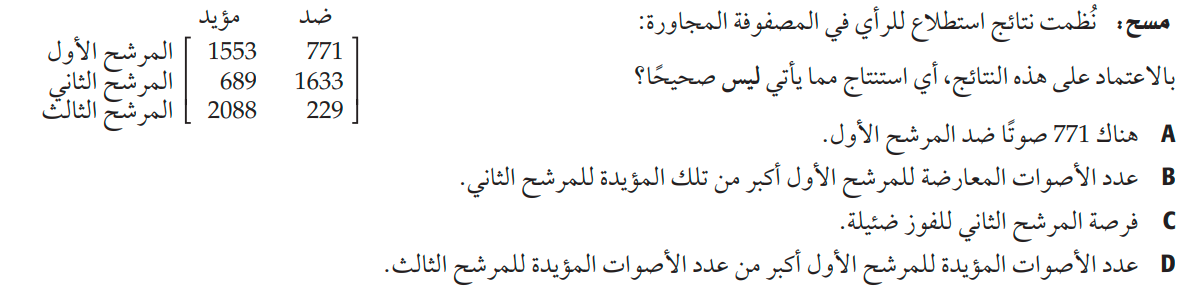 مسح: نُظمت نتائج استطلاع للرأي في المصفوفة المجاورة:
بالاعتماد على هذه النتائج، أي استنتاج مما يأتي ليس صحيحًا؟
مؤيد ضد
المرشح الأول [ 1553 771 ]
المرشح الثاني [ 689 1633 ]
المرشح الثالث [ 2088 229 ]
A هناك 771 صوتًا ضد المرشح الأول.
B عدد الأصوات المعارضة للمرشح الأول أكبر من تلك المؤيدة للمرشح الثاني.
C فرصة المرشح الثاني للفوز ضئيلة.
D عدد الأصوات المؤيدة للمرشح الأول أكبر من عدد الأصوات المؤيدة للمرشح الثالث.